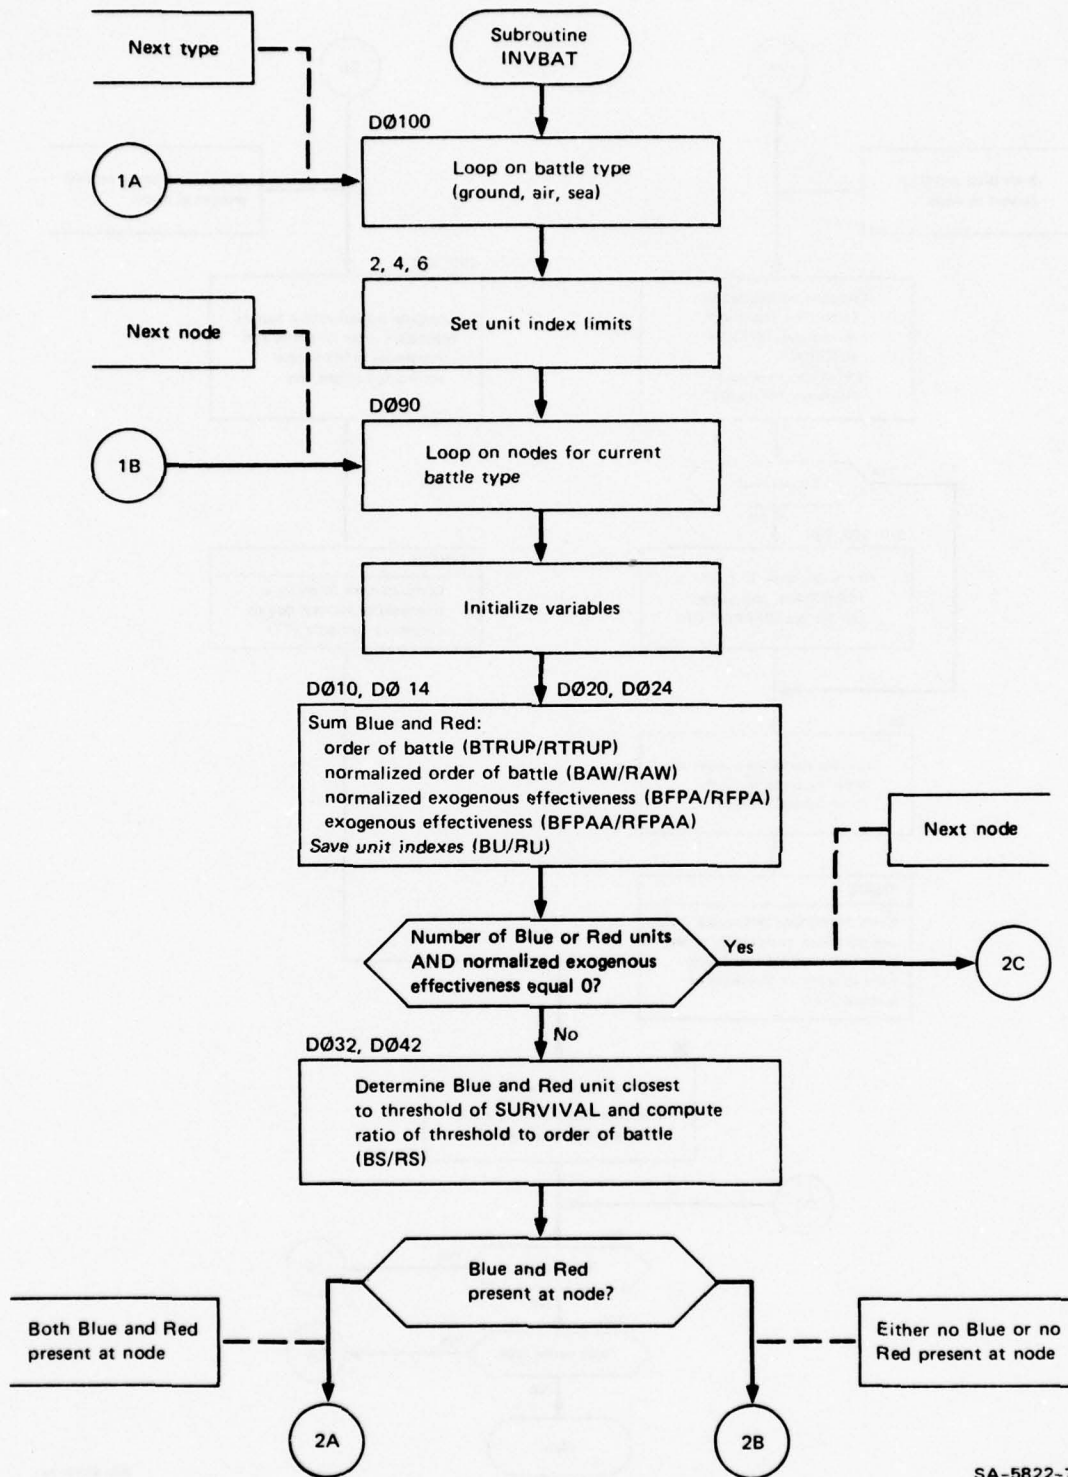 Next type
Subroutine
INVBAT
DØ100
1A
Loop on battle type
(ground, air, sea)
2, 4, 6
Next node
Set unit index limits
DØ90
1B
Loop on nodes for current
battle type
Initialize variables
DØ10, DØ 14
DØ20, DØ24
Sum Blue and Red:
order of battle (BTRUP/RTRUP)
normalized order of battle (BAW/RAW)
normalized exogenous effectiveness (BFPA/RFPA)
exogenous effectiveness (BFPAA/RFPAA)
Save unit indexes (BU/RU)
Next node
Number of Blue or Red units
AND normalized exogenous
effectiveness equal 0?
Yes
2C
No
DØ32, DØ42
Determine Blue and Red unit closest
to threshold of SURVIVAL and compute
ratio of threshold to order of battle
(BS/RS)
Blue and Red
present at node?
Both Blue and Red
present at node
Either no Blue or no
Red present at node
2A
2B